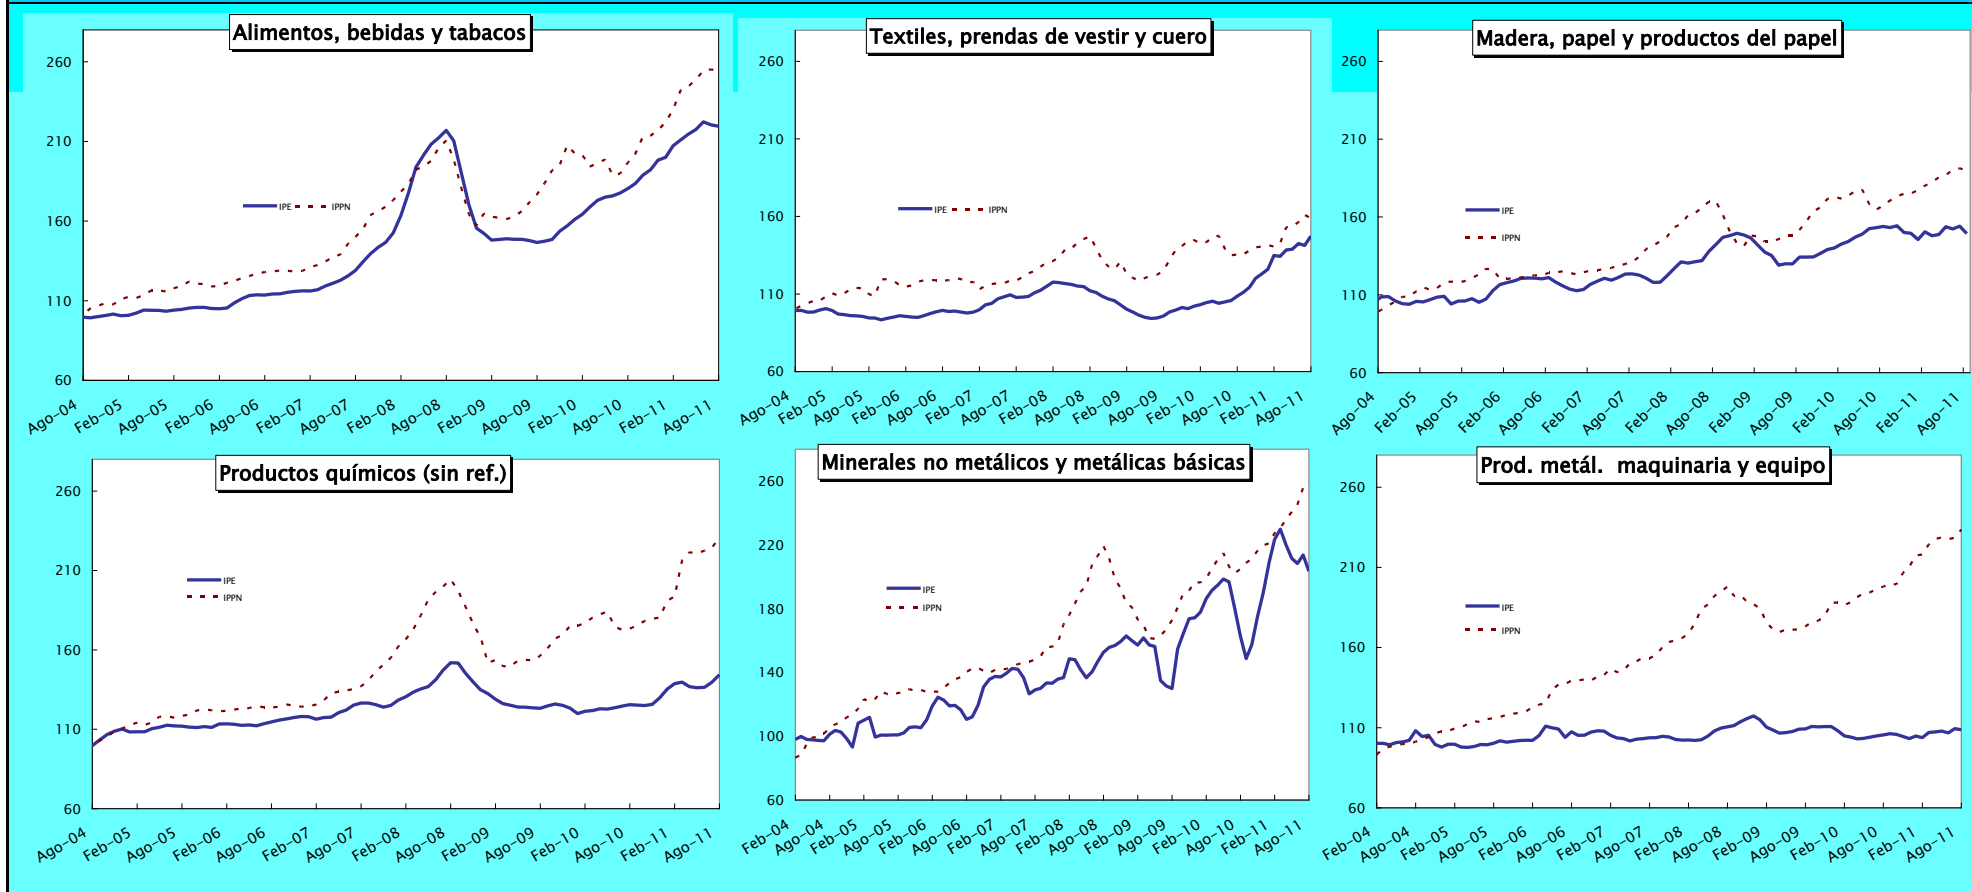 Alimentos, bebidas y tabacos
260
210
160
110
60
IPE
IPPN
Ago-04
Feb-05
Ago-05
Feb-06
Ago-06
Feb-07
Ago-07
Feb-08
Ago-08
Feb-09
Ago-09
Feb-10
Ago-10
Feb-11
Ago-11
Textiles, prendas de vestir y cuero
260
210
160
110
60
IPE
IPPN
Ago-04
Feb-05
Ago-05
Feb-06
Ago-06
Feb-07
Ago-07
Feb-08
Ago-08
Feb-09
Ago-09
Feb-10
Ago-10
Feb-11
Ago-11
Madera, papel y productos del papel
260
210
160
110
60
IPE
IPPN
Ago-04
Feb-05
Ago-05
Feb-06
Ago-06
Feb-07
Ago-07
Feb-08
Ago-08
Feb-09
Ago-09
Feb-10
Ago-10
Feb-11
Ago-11
Productos químicos (sin ref.)
260
210
160
110
60
IPE
IPPN
Ago-04
Feb-05
Ago-05
Feb-06
Ago-06
Feb-07
Ago-07
Feb-08
Ago-08
Feb-09
Ago-09
Feb-10
Ago-10
Feb-11
Ago-11
Minerales no metálicos y metálicas básicas
260
220
180
140
100
60
IPE
IPPN
Feb-04
Ago-04
Feb-05
Ago-05
Feb-06
Ago-06
Feb-07
Ago-07
Feb-08
Ago-08
Feb-09
Ago-09
Feb-10
Ago-10
Feb-11
Ago-11
Prod. metál.  maquinaria y equipo
260
210
160
110
60
IPE
IPPN
Feb-04
Ago-04
Feb-05
Ago-05
Feb-06
Ago-06
Feb-07
Ago-07
Feb-08
Ago-08
Feb-09
Ago-09
Feb-10
Ago-10
Feb-11
Ago-11